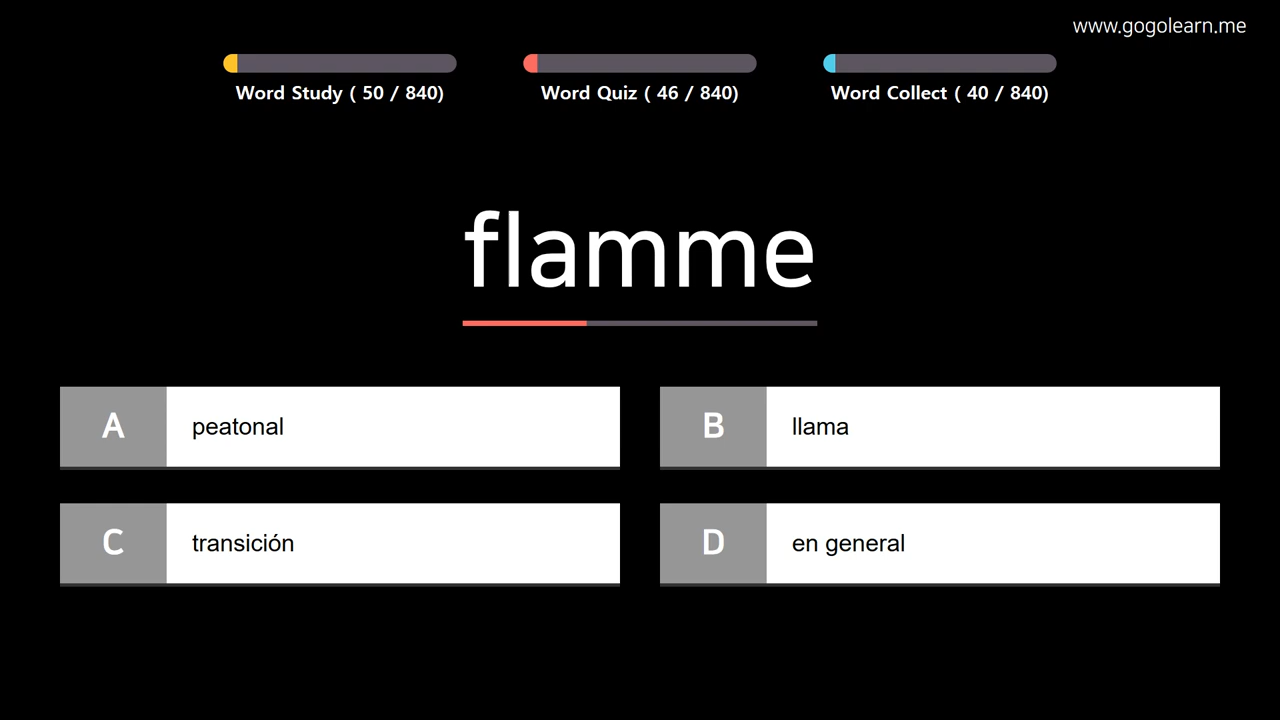 www.gogolearn.me
Word Study ( 50 / 840)
Word Quiz ( 46 / 840)
Word Collect ( 40 / 840)
flamme
A peatonal
B llama
C transición
D en general